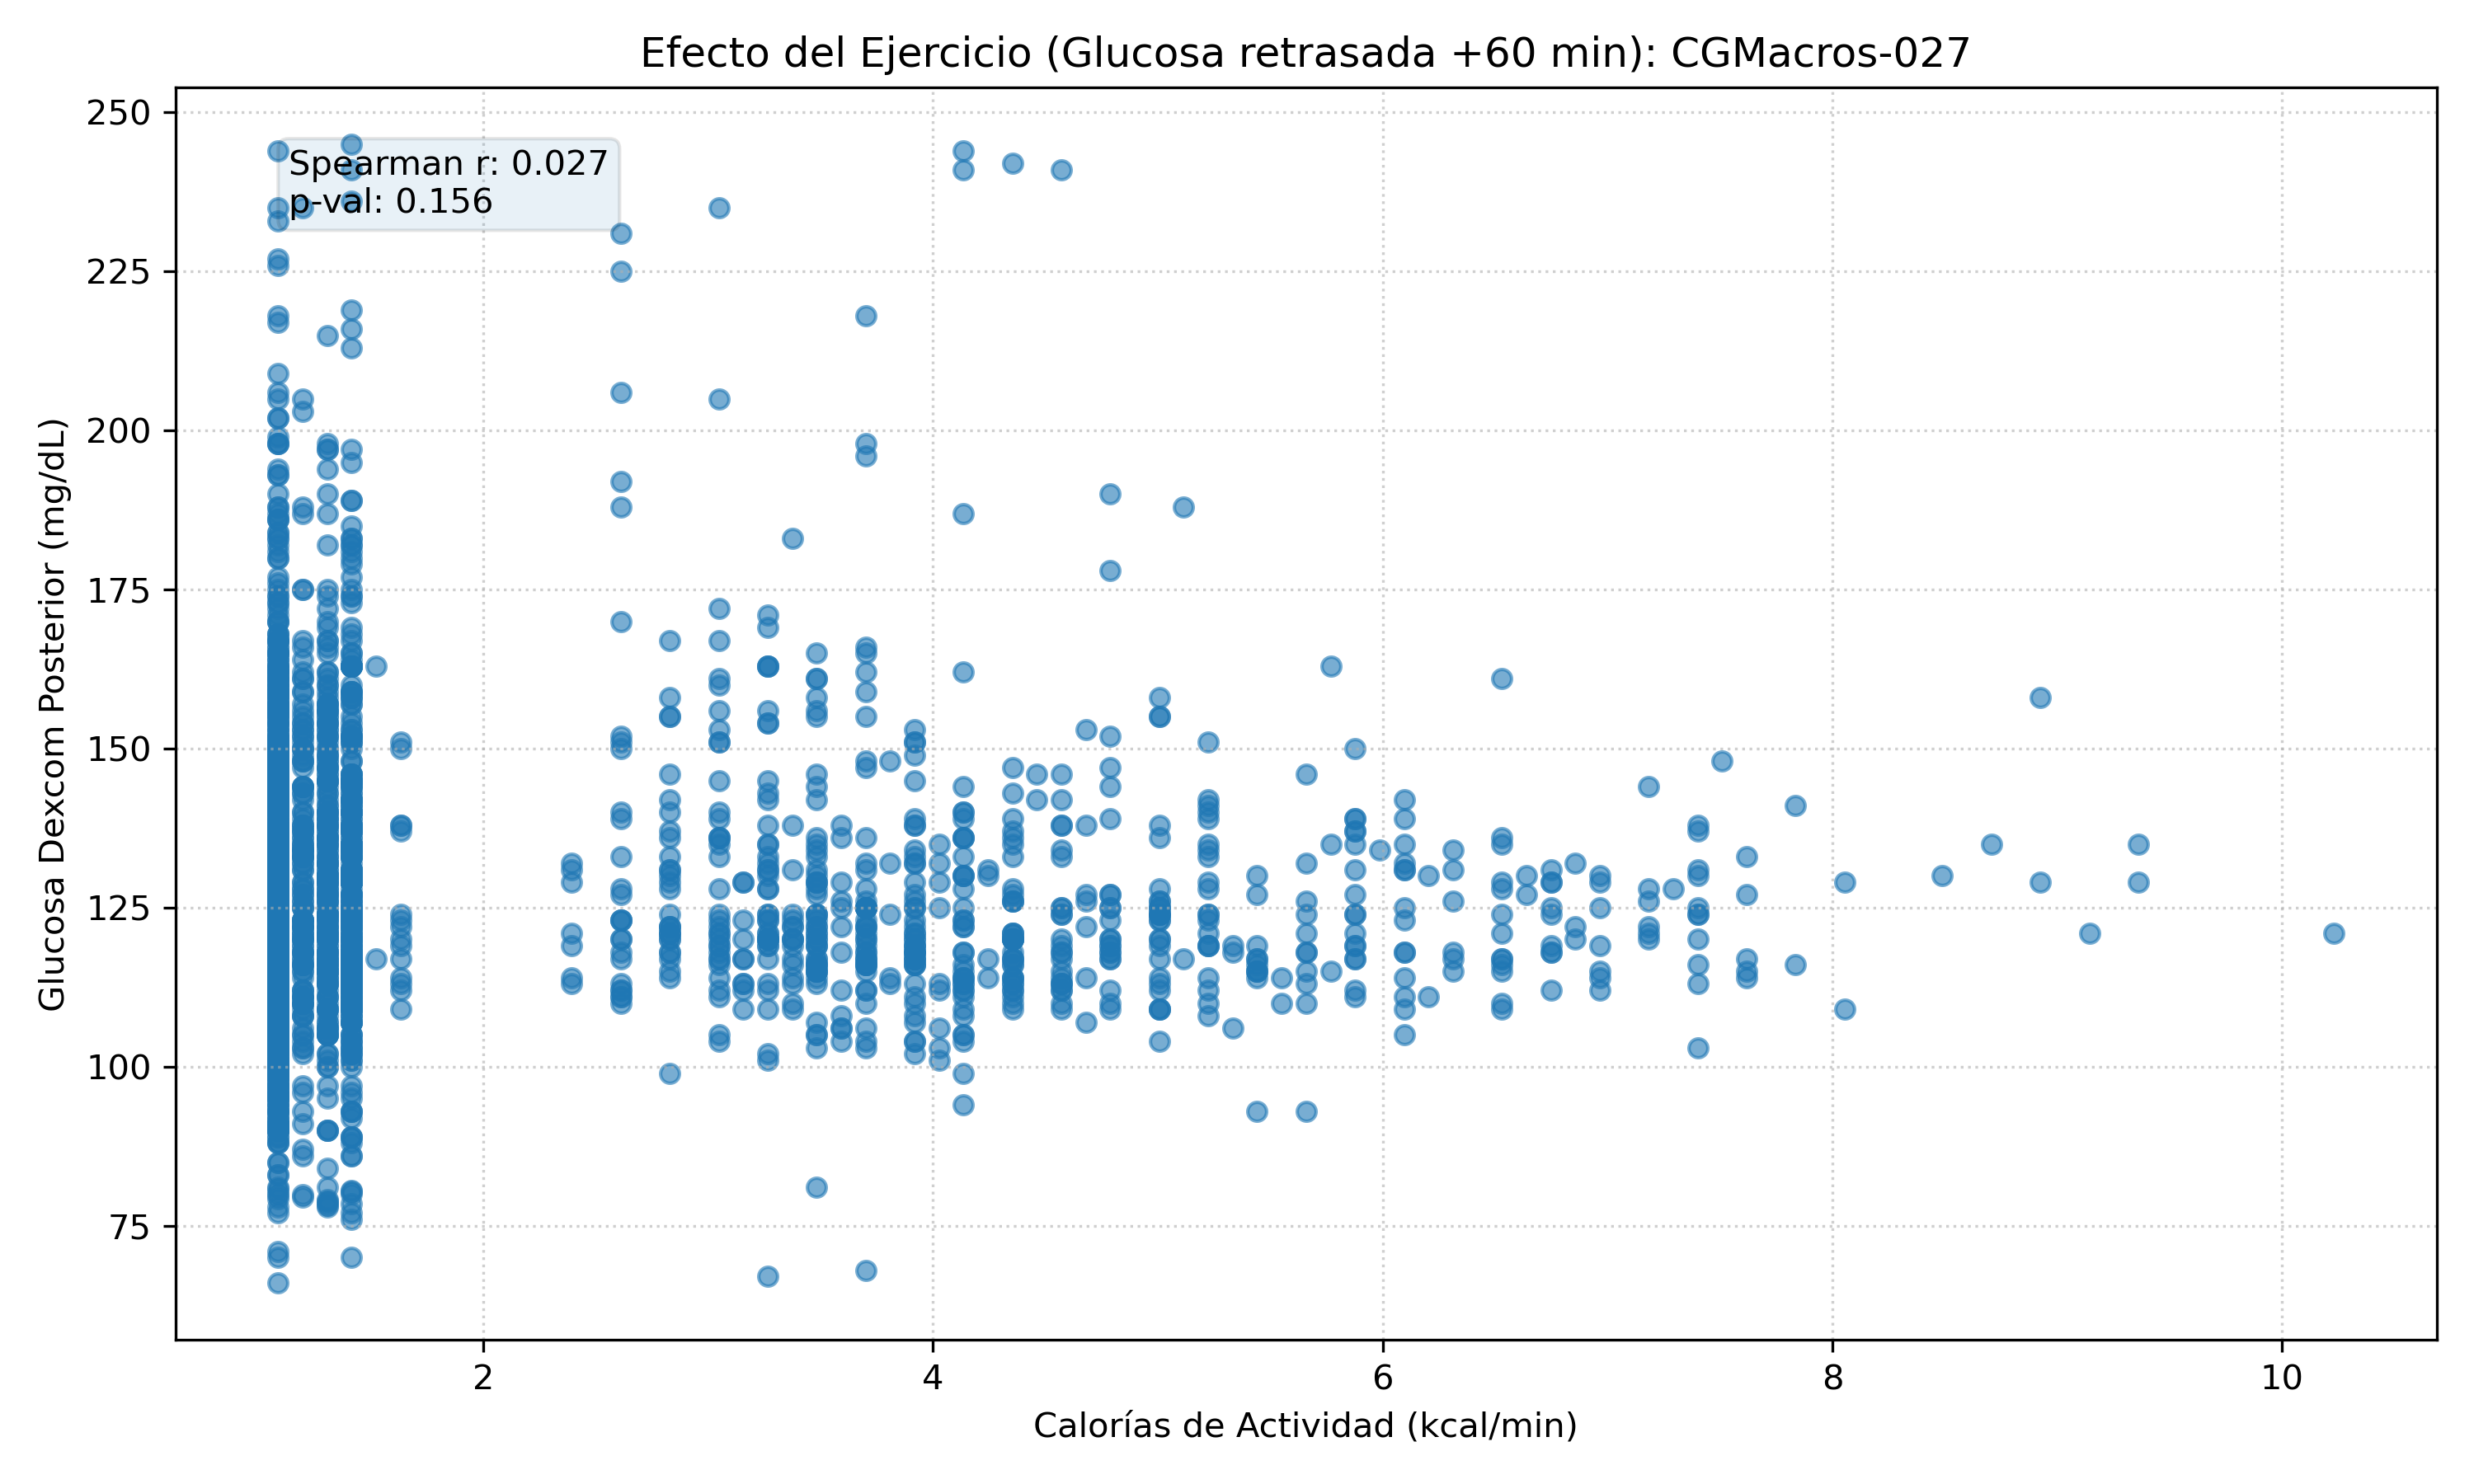 Efecto del Ejercicio (Glucosa retrasada +60 min): CGMacros-027
250
225
200
175
150
125
100
75
Glucosa Dexcom Posterior (mg/dL)
Spearman r: 0.027
p-val: 0.156
2 4 6 8 10
Calorías de Actividad (kcal/min)